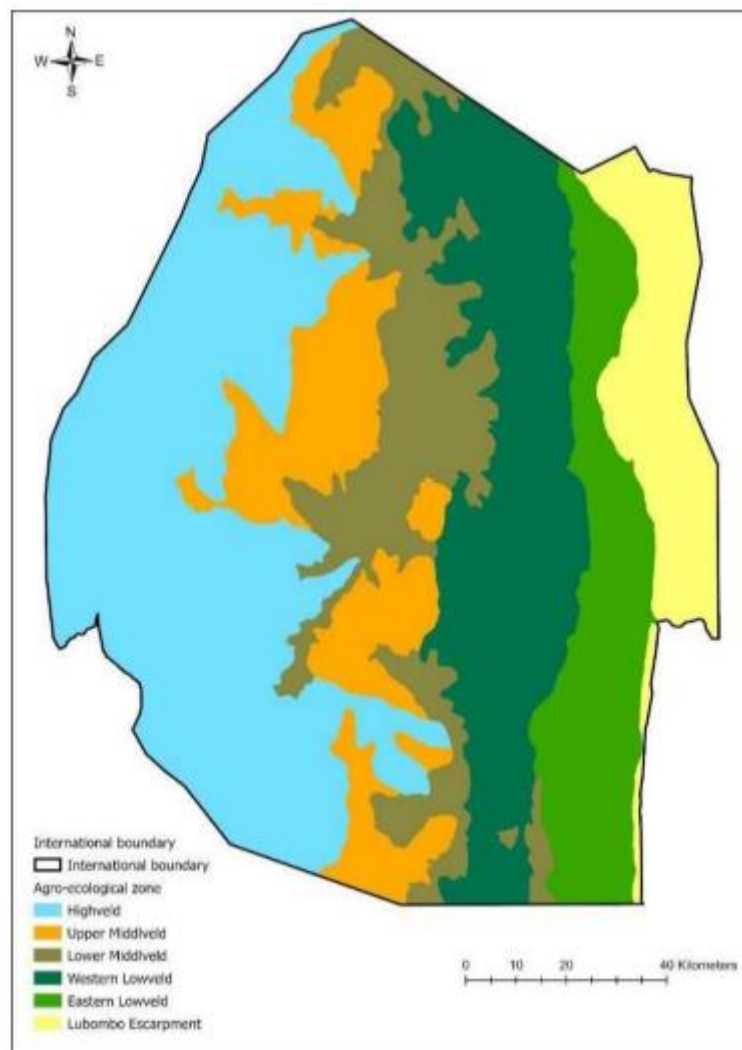 N
W E
S
International boundary
International boundary
Agro-ecological zone
Highveld
Upper Middlveld
Lower Middlveld
Western Lowveld
Eastern Lowveld
Lubombo Escarpment
0 10 20 40 Kilometers